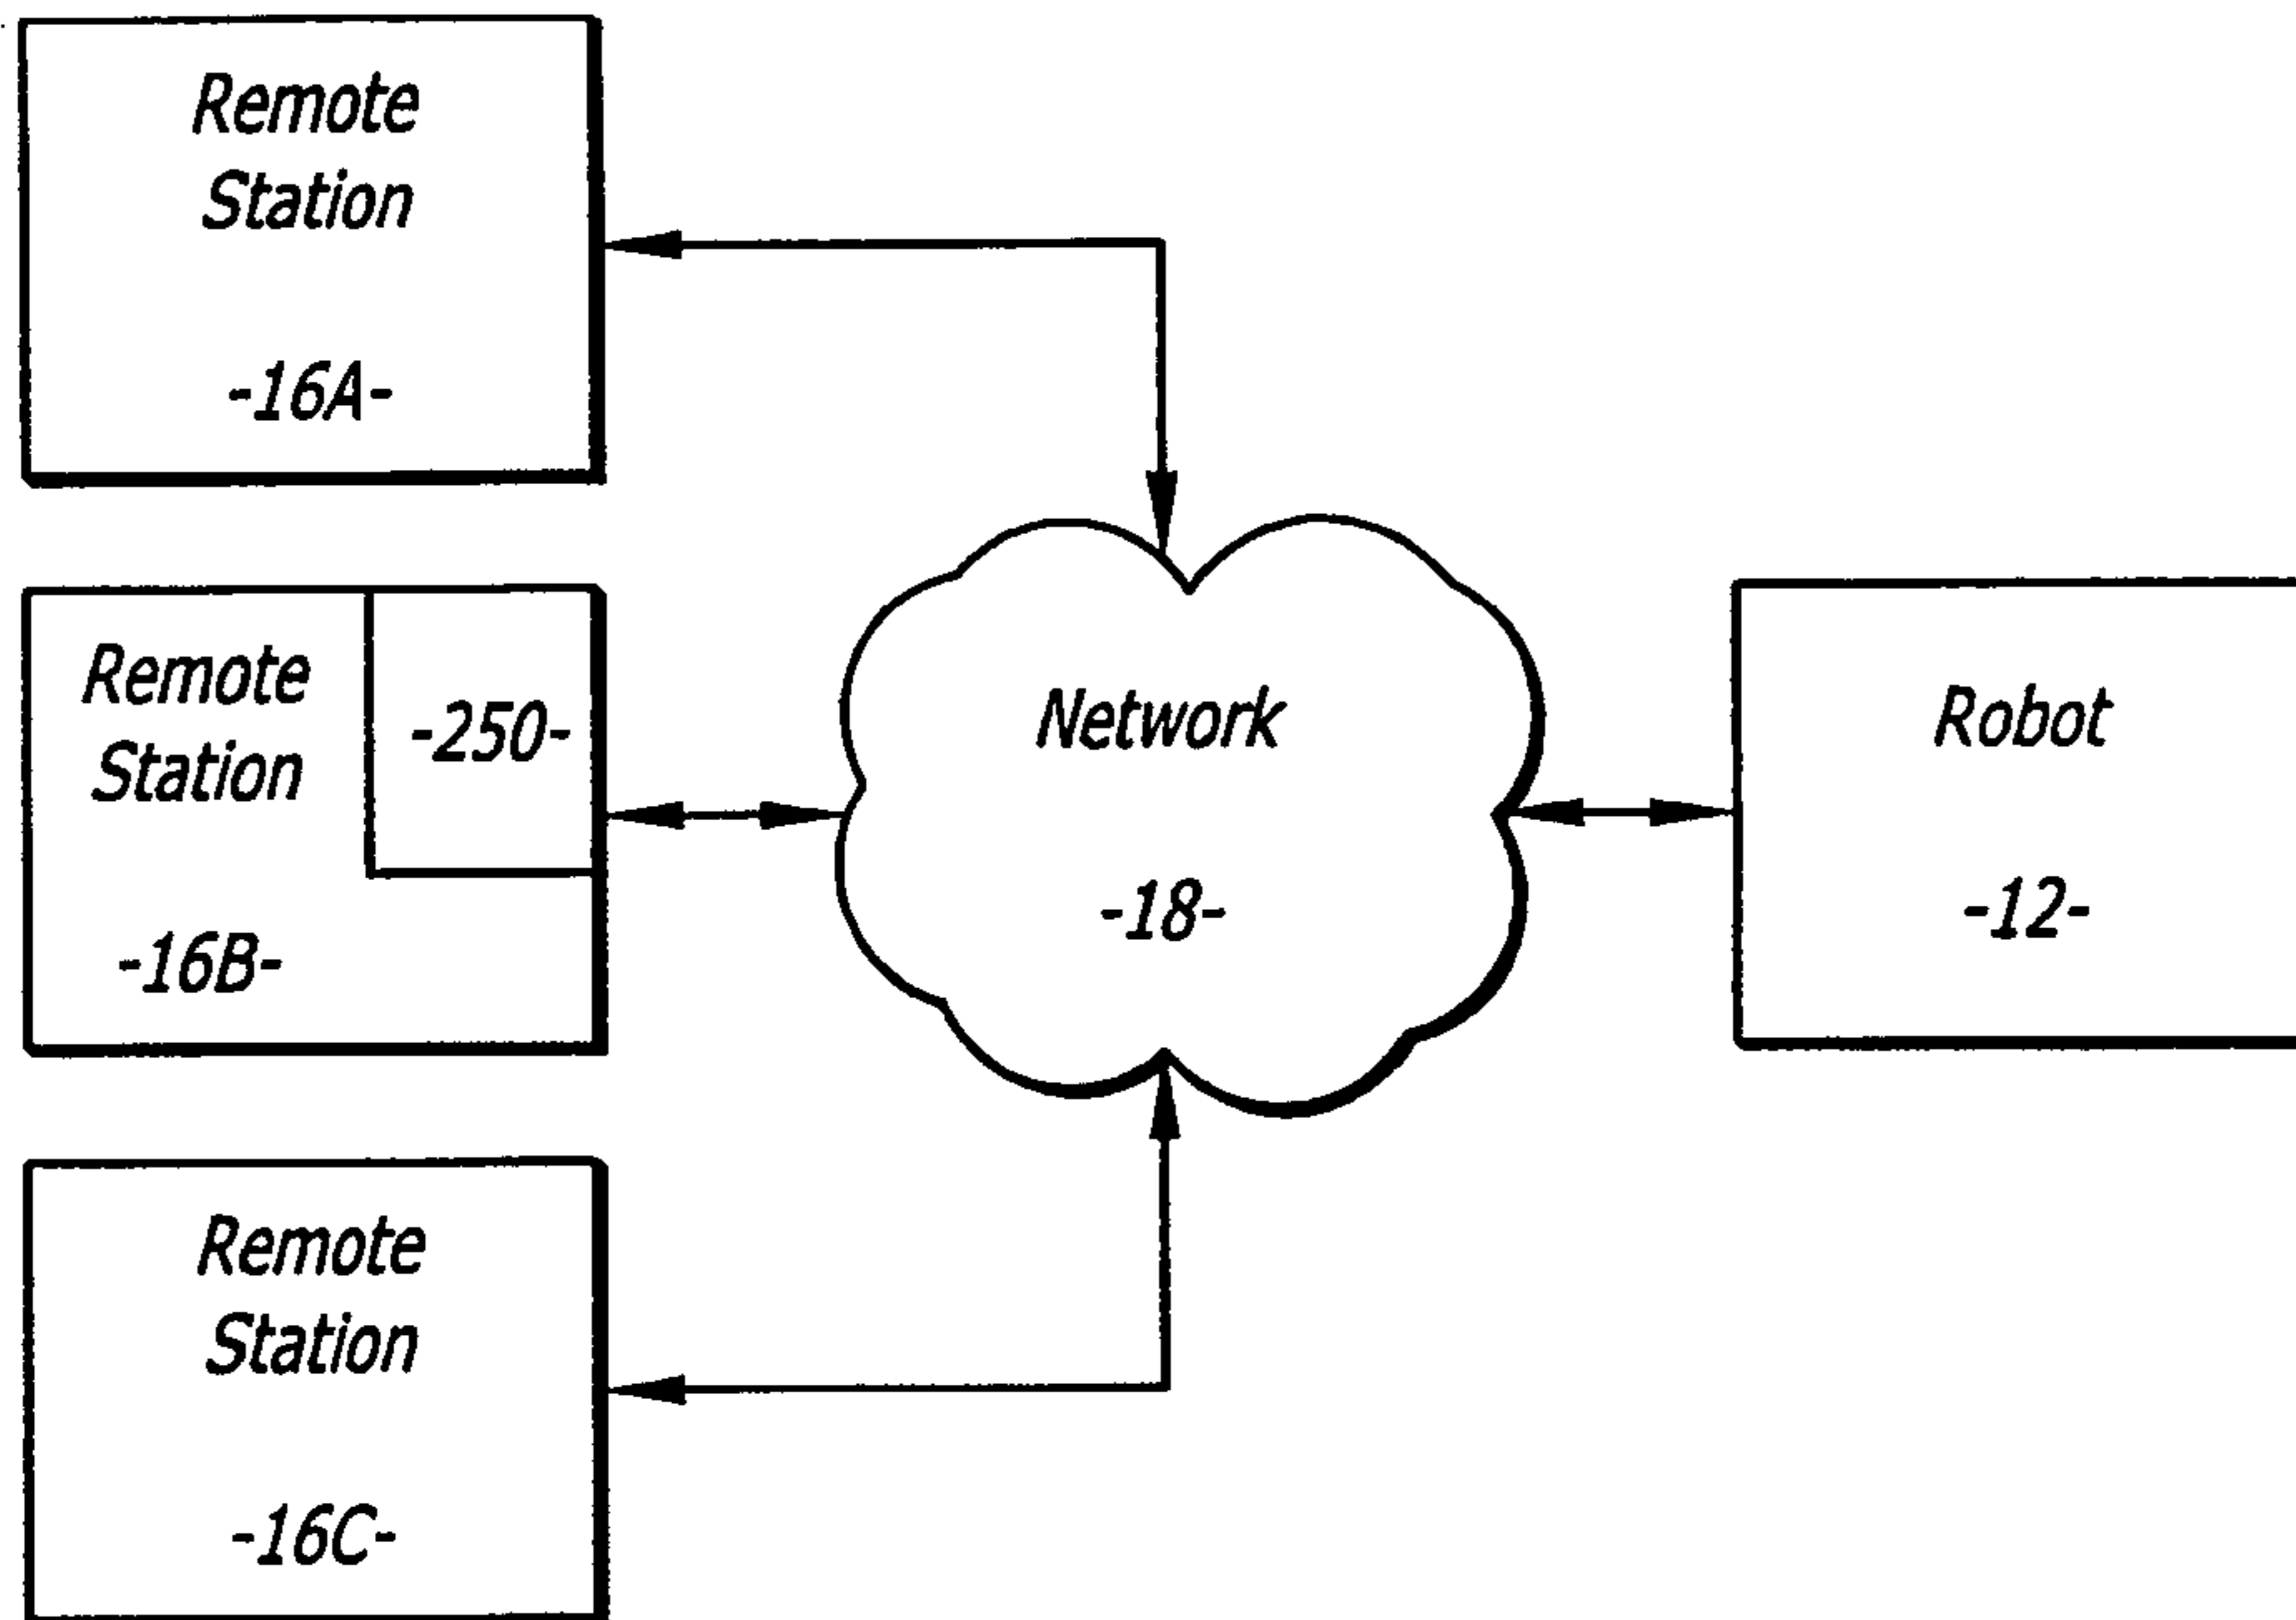 Remote
Station
-16A-
Remote
Station
-250-
-16B-
Network
-18-
Robot
-12-
Remote
Station
-16C-